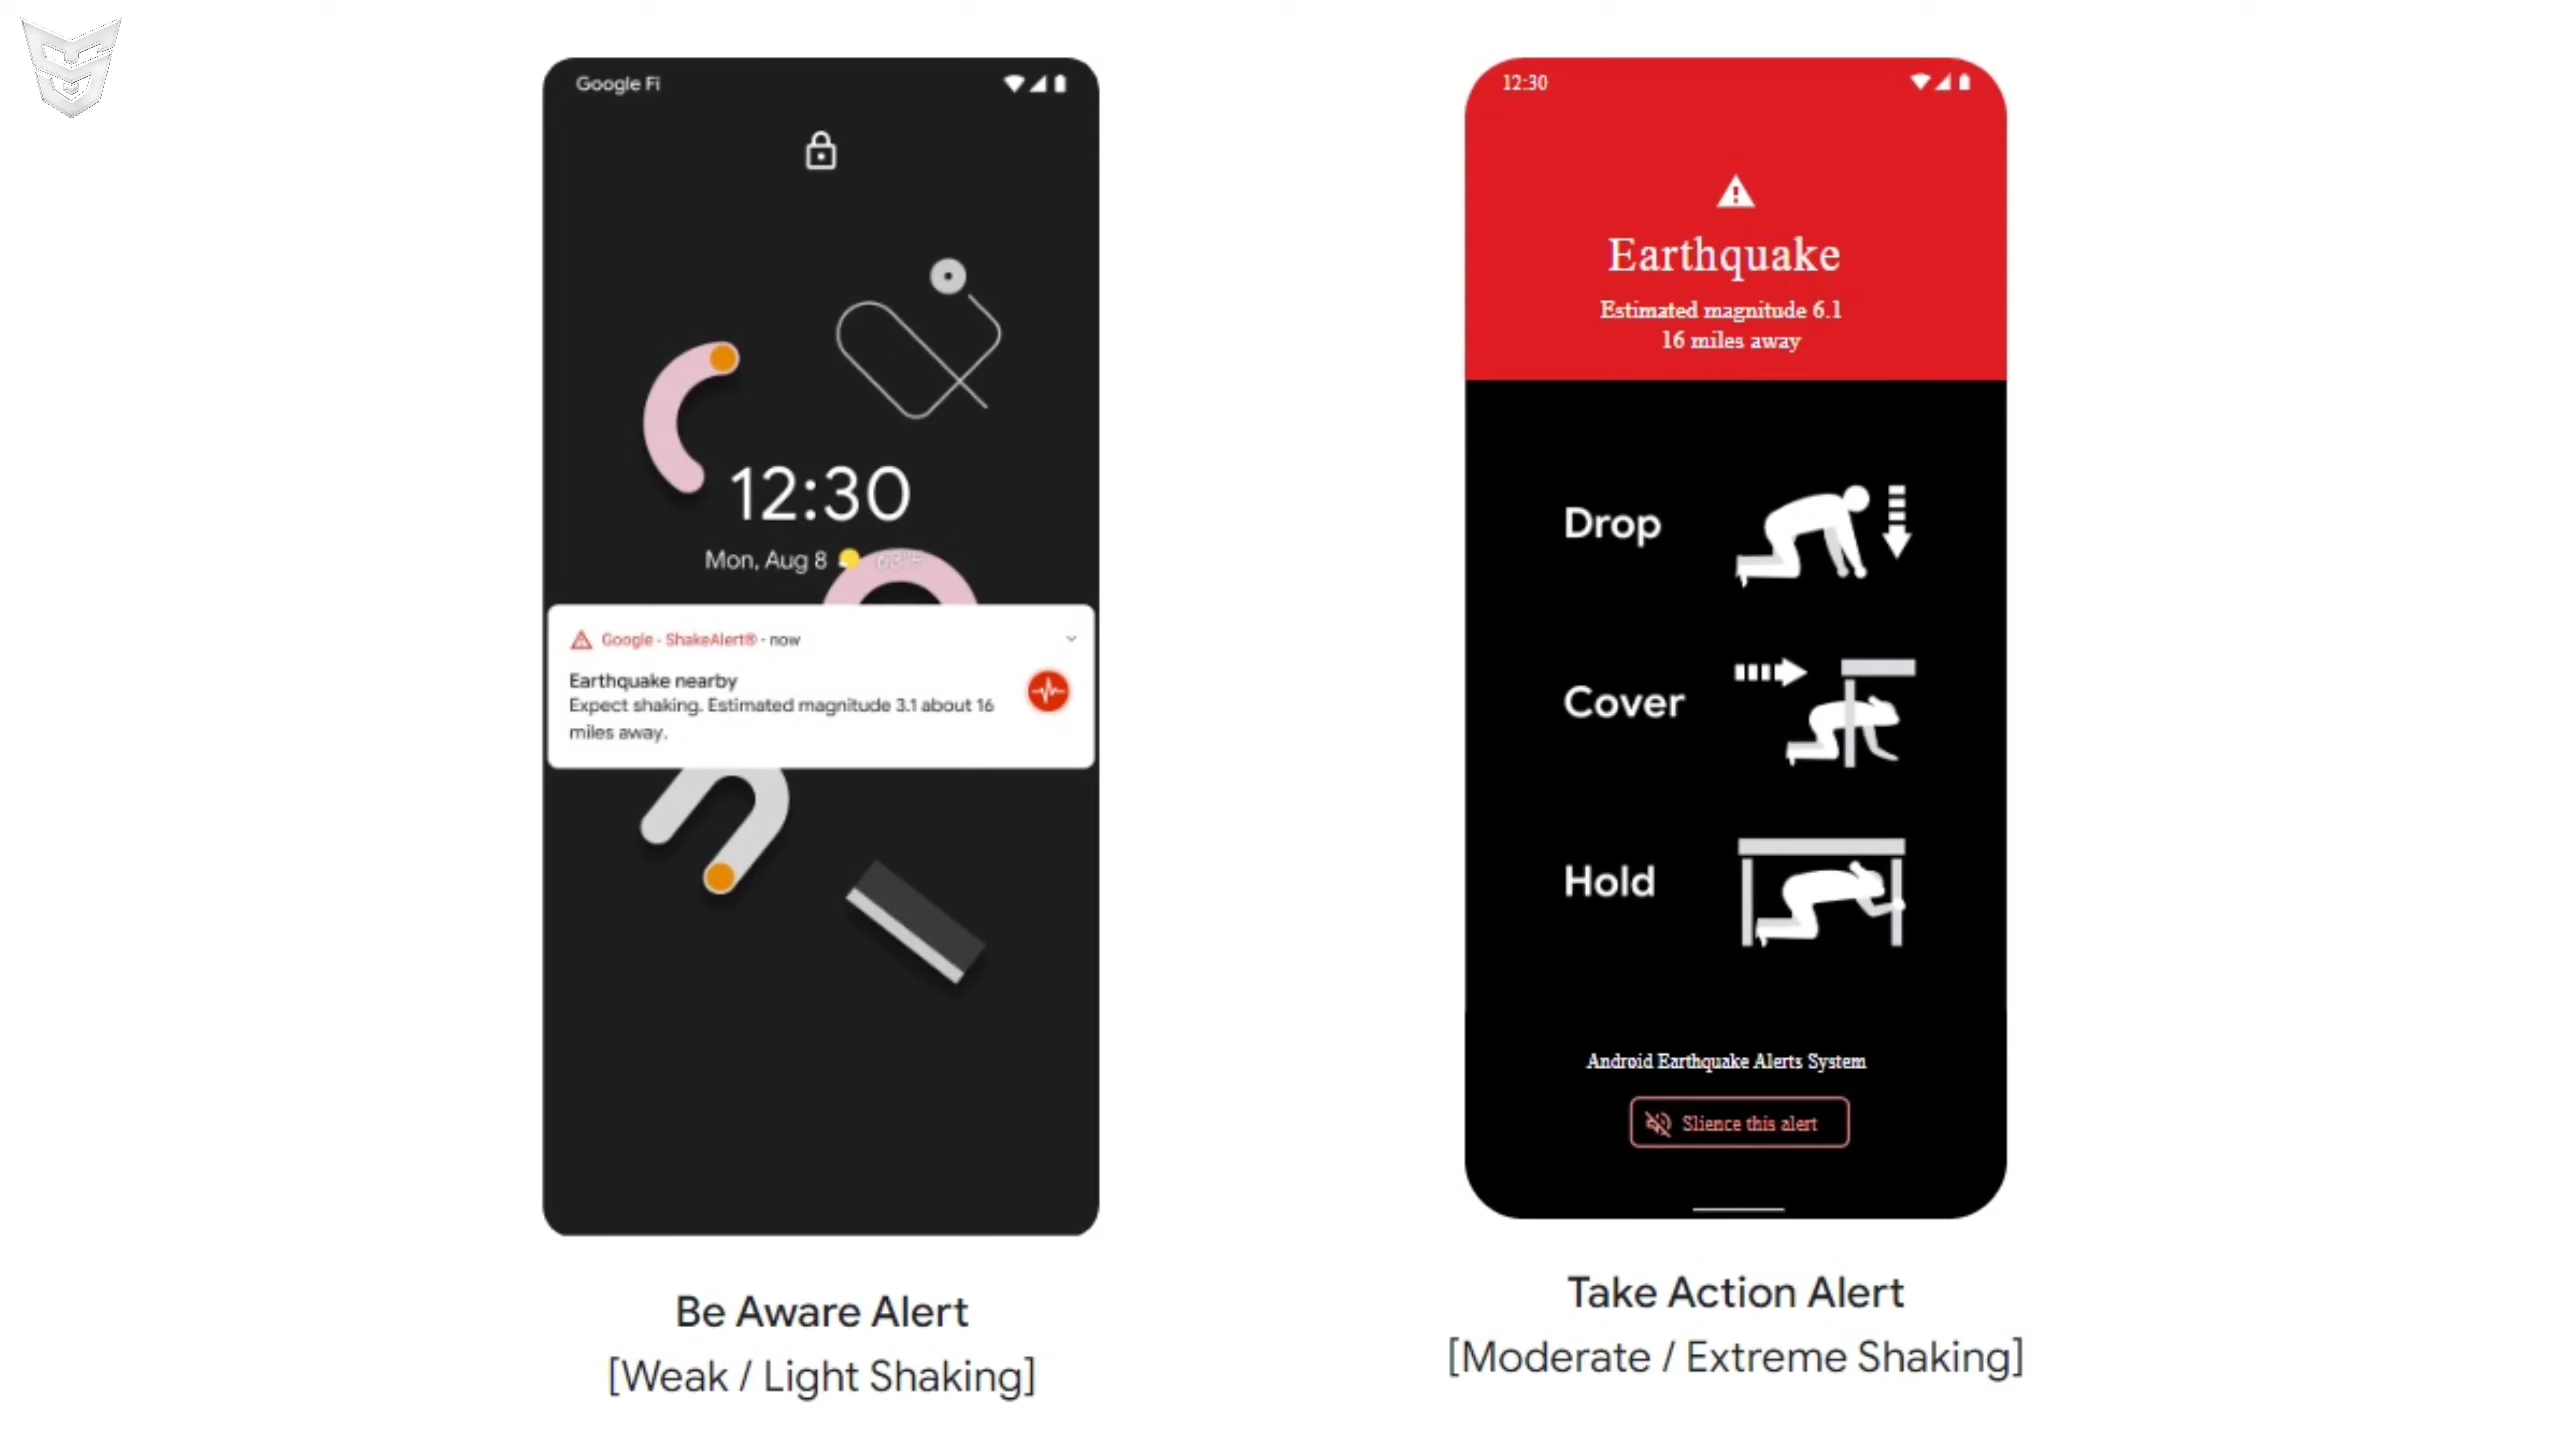 Google Fi
12:30
Mon, Aug 8
Google - ShakeAlert® • now
Earthquake nearby
Expect shaking. Estimated magnitude 3.1 about 16
miles away.
Be Aware Alert
[Weak / Light Shaking]
12:30
Earthquake
Estimated magnitude 6.1
16 miles away
Drop
Cover
Hold
Android Earthquake Alerts System
Slience this alert
Take Action Alert
[Moderate / Extreme Shaking]